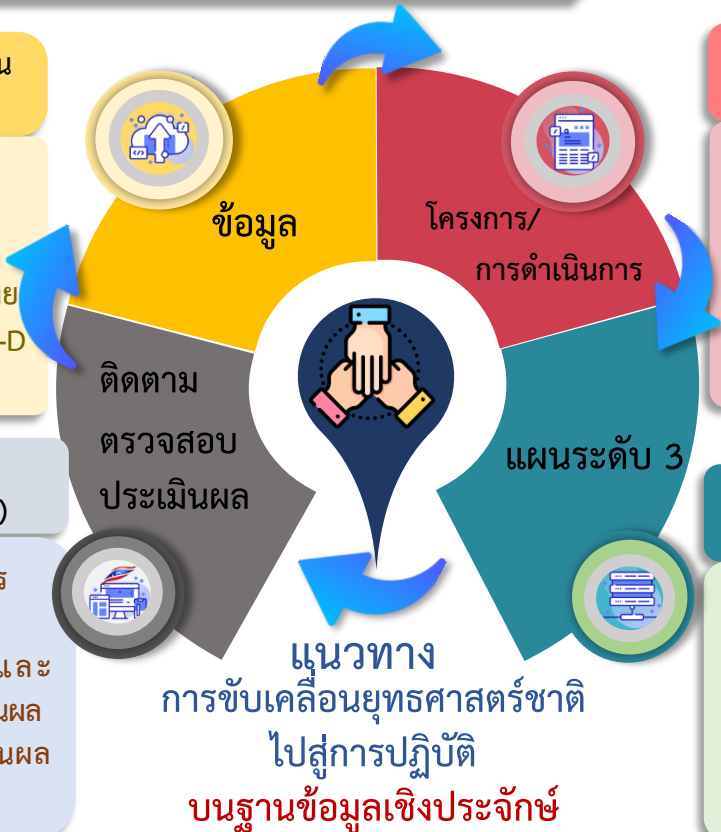 ข้อมูล
โครงการ/
การดำเนินการ
ติดตาม
ตรวจสอบ
ประเมินผล
แผนระดับ 3
-D
และ
แนวทาง
การขับเคลื่อนยุทธศาสตร์ชาติ
ไปสู่การปฏิบัติ
บนฐานข้อมูลเชิงประจักษ์